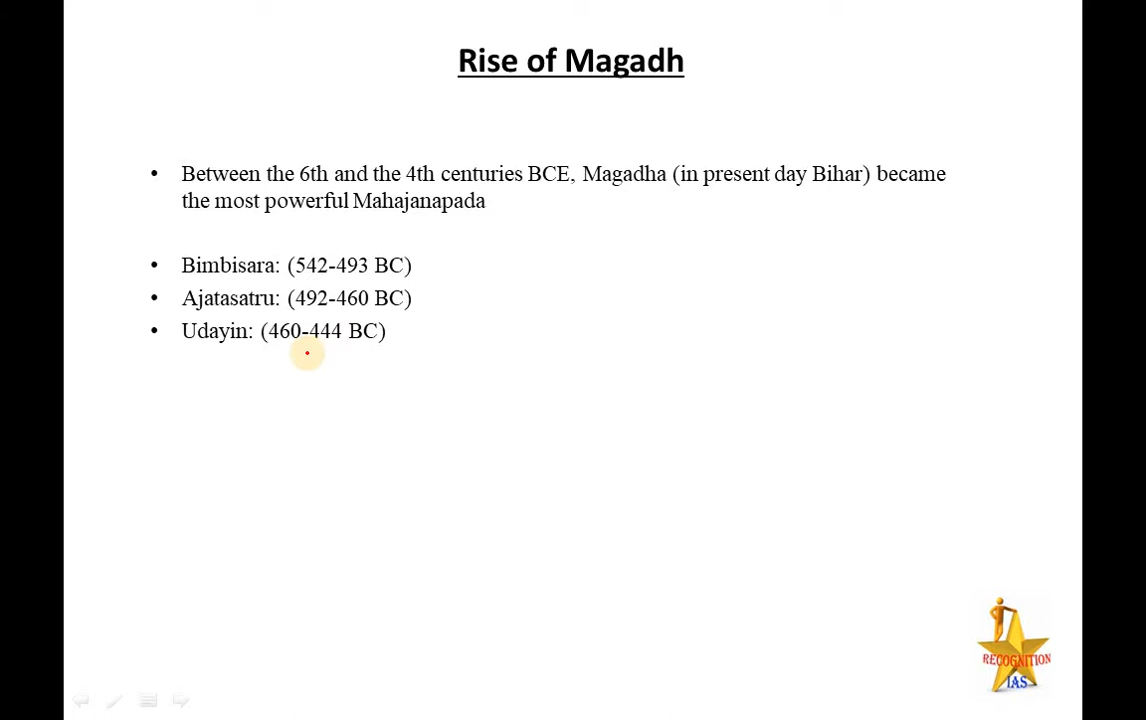 Rise of Magadh
• Between the 6th and the 4th centuries BCE, Magadha (in present day Bihar) became
the most powerful Mahajanapada
• Bimbisara: (542-493 BC)
• Ajatasatru: (492-460 BC)
• Udayin: (460-444 BC)
RECOGNITION
IAS